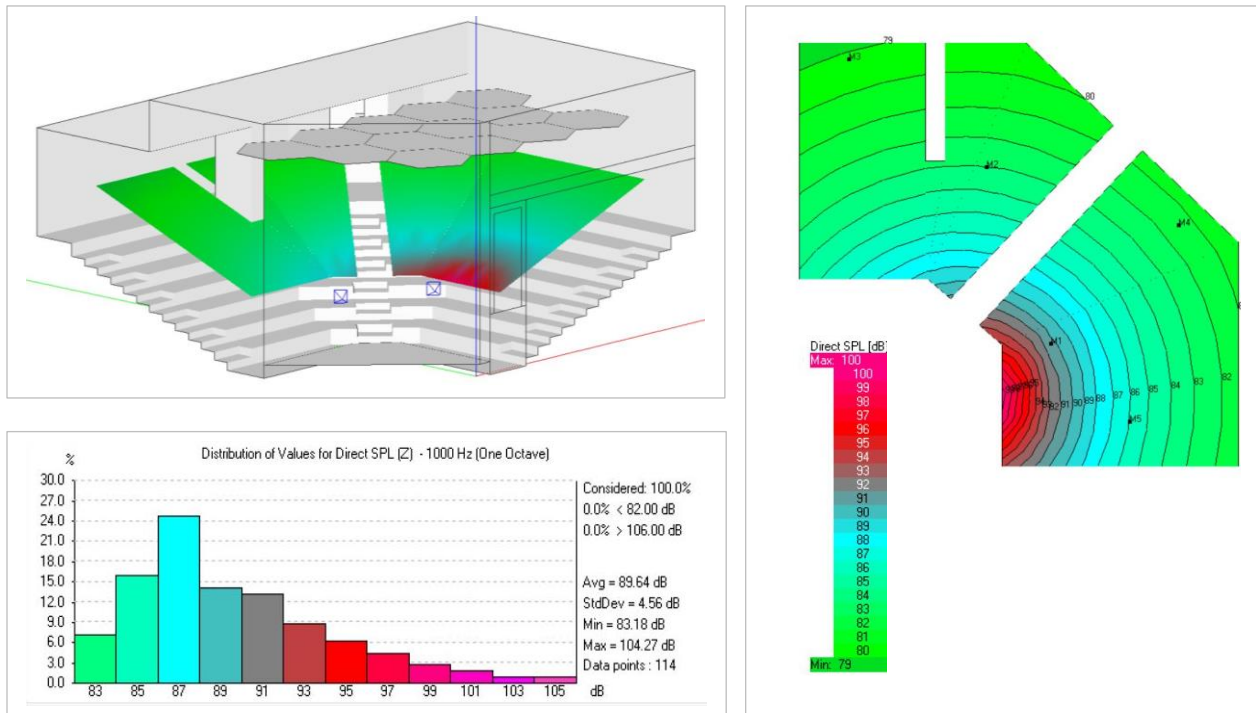 Distribution of Values for Direct SPL (Z) - 1000 Hz (One Octave)
%
30.0
27.0
24.0
21.0
18.0
15.0
12.0
9.0
6.0
3.0
0.0
83 85 87 89 91 93 95 97 99 101 103 105 dB
Considered: 100.0%
0.0% < 82.00 dB
0.0% > 106.00 dB
Avg = 89.64 dB
StdDev = 4.56 dB
Min = 83.18 dB
Max = 104.27 dB
Data points : 114
79
M3
80
M2
M4
M1
94 92 91 90 89 88 87 86 85 84 83 82
M5
Direct SPL [dB]
Max: 100
100
99
98
97
96
95
94
93
92
91
90
89
88
87
86
85
84
83
82
81
80
Min: 79